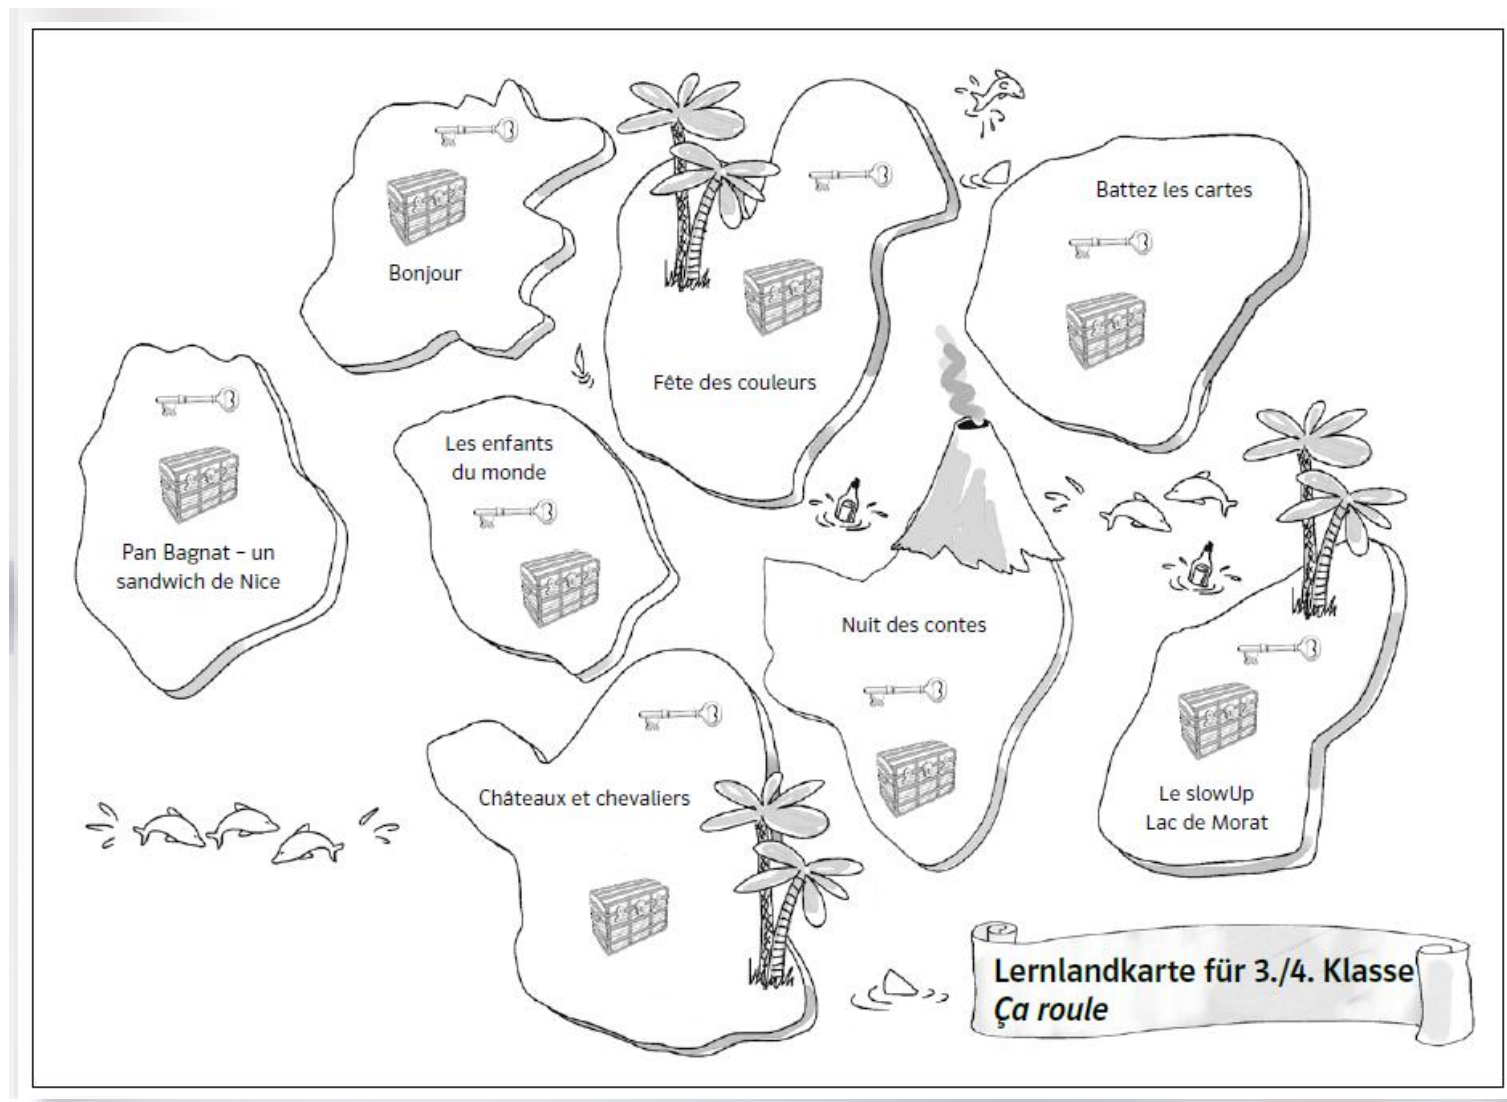 Bonjour
Fête des couleurs
Battez les cartes
Pan Bagnat – un
sandwich de Nice
Les enfants
du monde
Nuit des contes
Le slowUp
Lac de Morat
Châteaux et chevaliers
Lernlandkarte für 3./4. Klasse
Ça roule